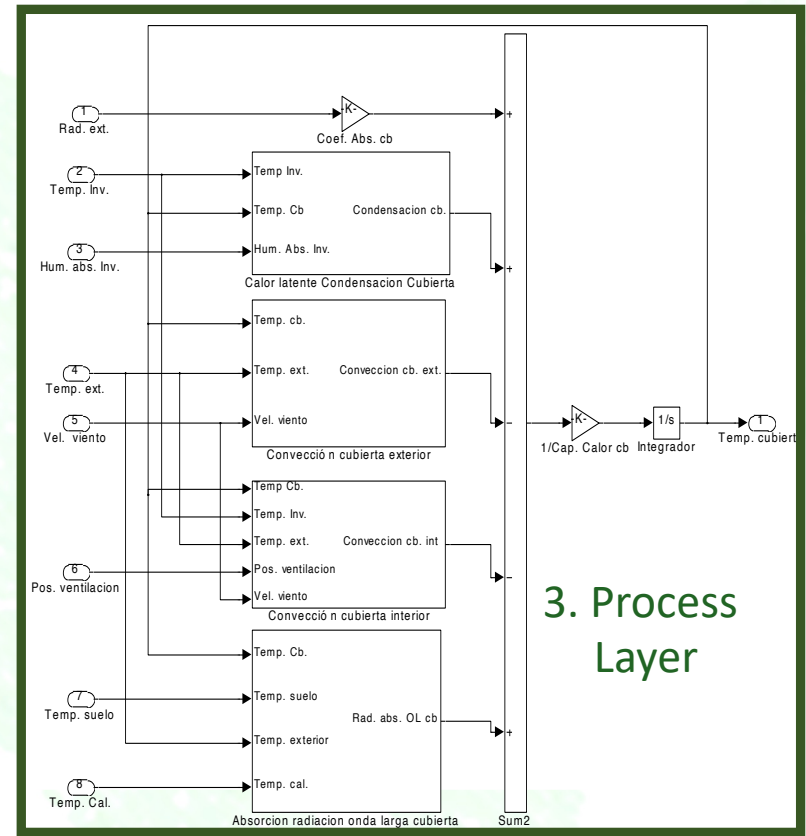 1
Rad. ext.
-K-
Coef. Abs. cb
+
2
Temp. Inv.
Temp Inv.
Temp. Cb
Condensacion cb.
3
Hum. abs. Inv.
Hum. Abs. Inv.
+
Calor latente Condensacion Cubierta
Temp. cb.
4
Temp. ext.
Temp. ext.
Conveccion cb. ext.
5
Vel. viento
Vel. viento
-
Convecció n cubierta exterior
-K-
1/Cap. Calor cb
1/s
Integrador
1
Temp. cubiert
Temp Cb.
Temp. Inv.
Temp. ext.
Conveccion cb. int
6
Pos. ventilacion
Pos. ventilacion
Vel. viento
-
Convecció n cubierta interior
3. Process
Layer
Temp. Cb.
7
Temp. suelo
Temp. suelo
Rad. abs. OL cb
+
Temp. exterior
8
Temp. Cal.
Temp. cal.
Absorcion radiacion onda larga cubierta
Sum2